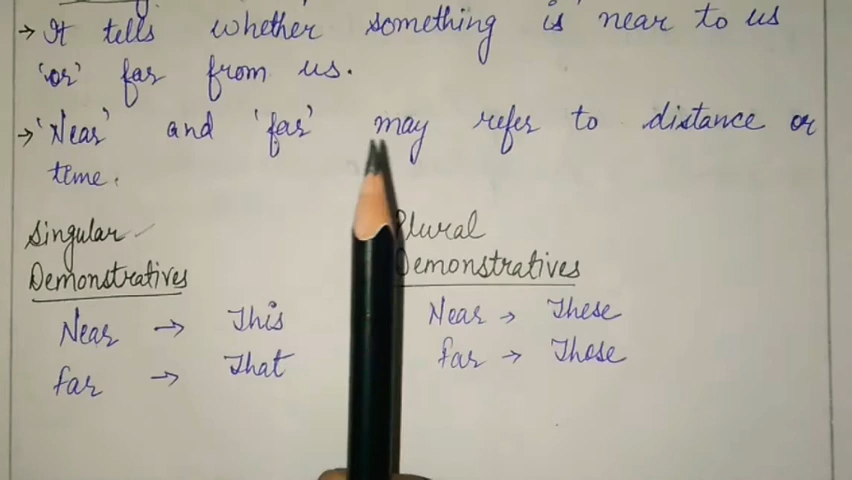 → It tells whether something is near to us
'or' far from us.
→ 'Near' and 'far' may refer to distance or
time.
Singular
Demonstratives
Near → This
Far → That
Plural
Demonstratives
Near → These
Far → Those